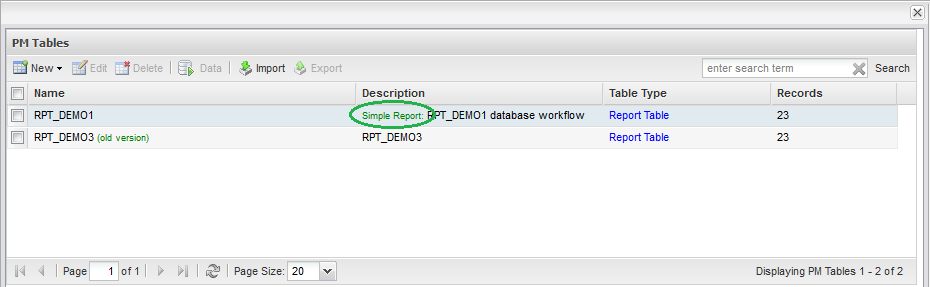 PM Tables
New Edit Delete Data Import Export enter search term Search
Name Description Table Type Records
RPT_DEMO1 Simple Report: RPT_DEMO1 database workflow Report Table 23
RPT_DEMO3 (old version) RPT_DEMO3 Report Table 23
Page 1 of 1 Page Size: 20 Displaying PM Tables 1 - 2 of 2